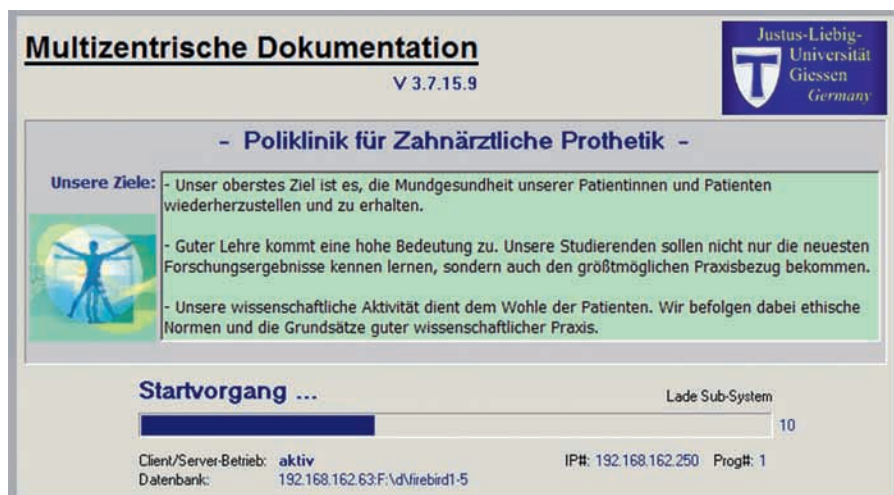 Multizentrische Dokumentation
V 3.7.15.9
Justus-Liebig-
Universität
Giessen
Germany
- Poliklinik für Zahnärztliche Prothetik -
Unsere Ziele:
- Unser oberstes Ziel ist es, die Mundgesundheit unserer Patientinnen und Patienten
wiederherzustellen und zu erhalten.
- Guter Lehre kommt eine hohe Bedeutung zu. Unsere Studierenden sollen nicht nur die neuesten
Forschungsergebnisse kennen lernen, sondern auch den größtmöglichen Praxisbezug bekommen.
- Unsere wissenschaftliche Aktivität dient dem Wohle der Patienten. Wir befolgen dabei ethische
Normen und die Grundsätze guter wissenschaftlicher Praxis.
Startvorgang ...
Lade Sub-System
10
Client/Server-Betrieb: aktiv IP#: 192.168.162.250 Prog#: 1
Datenbank: 192.168.162.63:F:\d\firebird1-5